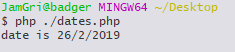 JamGri@badger MINGW64 ~/Desktop
$ php ./dates.php
date is 26/2/2019